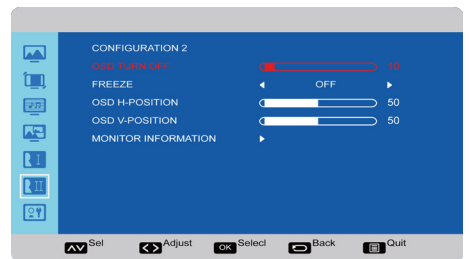 CONFIGURATION 2
OSD TURN OFF 10
FREEZE OFF
OSD H-POSITION 50
OSD V-POSITION 50
MONITOR INFORMATION
I
II
Sel Adjust OK Selecl Back Quit